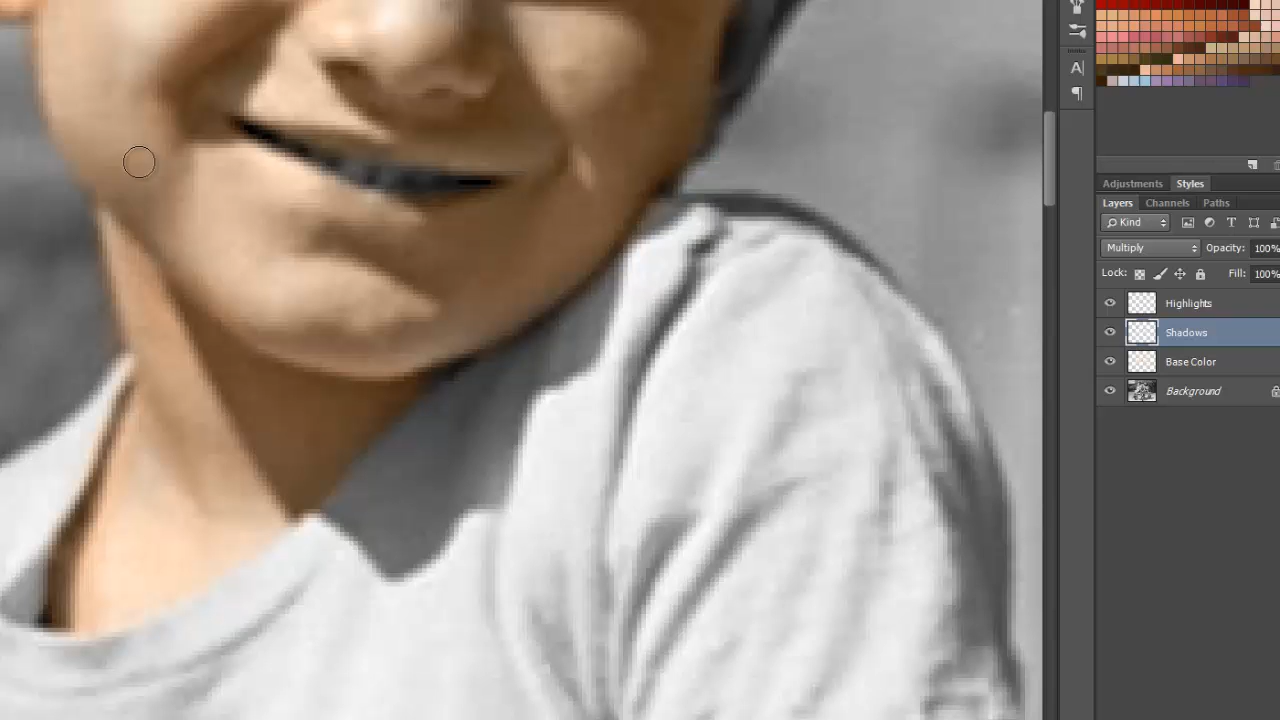 A|
¶
Adjustments Styles
Layers Channels Paths
Kind T
Multiply Opacity: 100%
Lock: Fill: 100%
Highlights
Shadows
Base Color
Background